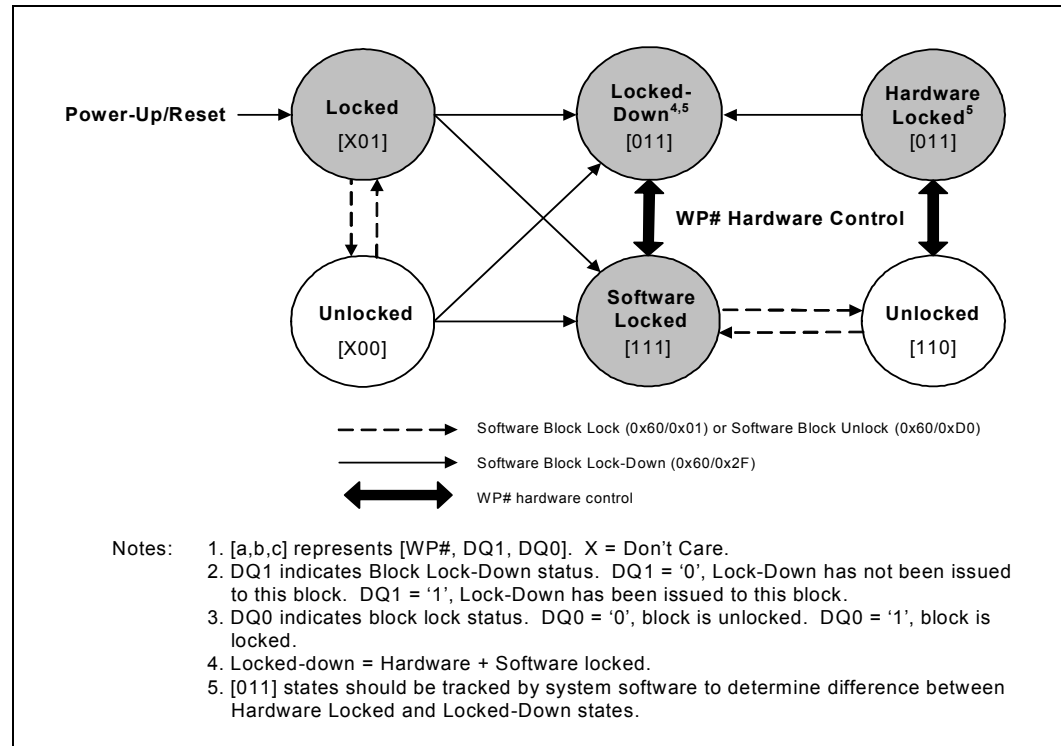 Power-Up/Reset
Locked
[X01]
Locked-
Down4,5
[011]
Hardware
Locked5
[011]
WP# Hardware Control
Unlocked
[X00]
Software
Locked
[111]
Unlocked
[110]
Software Block Lock (0x60/0x01) or Software Block Unlock (0x60/0xD0)
Software Block Lock-Down (0x60/0x2F)
WP# hardware control
Notes: 1. [a,b,c] represents [WP#, DQ1, DQ0]. X = Don't Care.
2. DQ1 indicates Block Lock-Down status. DQ1 = '0', Lock-Down has not been issued
to this block. DQ1 = '1', Lock-Down has been issued to this block.
3. DQ0 indicates block lock status. DQ0 = '0', block is unlocked. DQ0 = '1', block is
locked.
4. Locked-down = Hardware + Software locked.
5. [011] states should be tracked by system software to determine difference between
Hardware Locked and Locked-Down states.